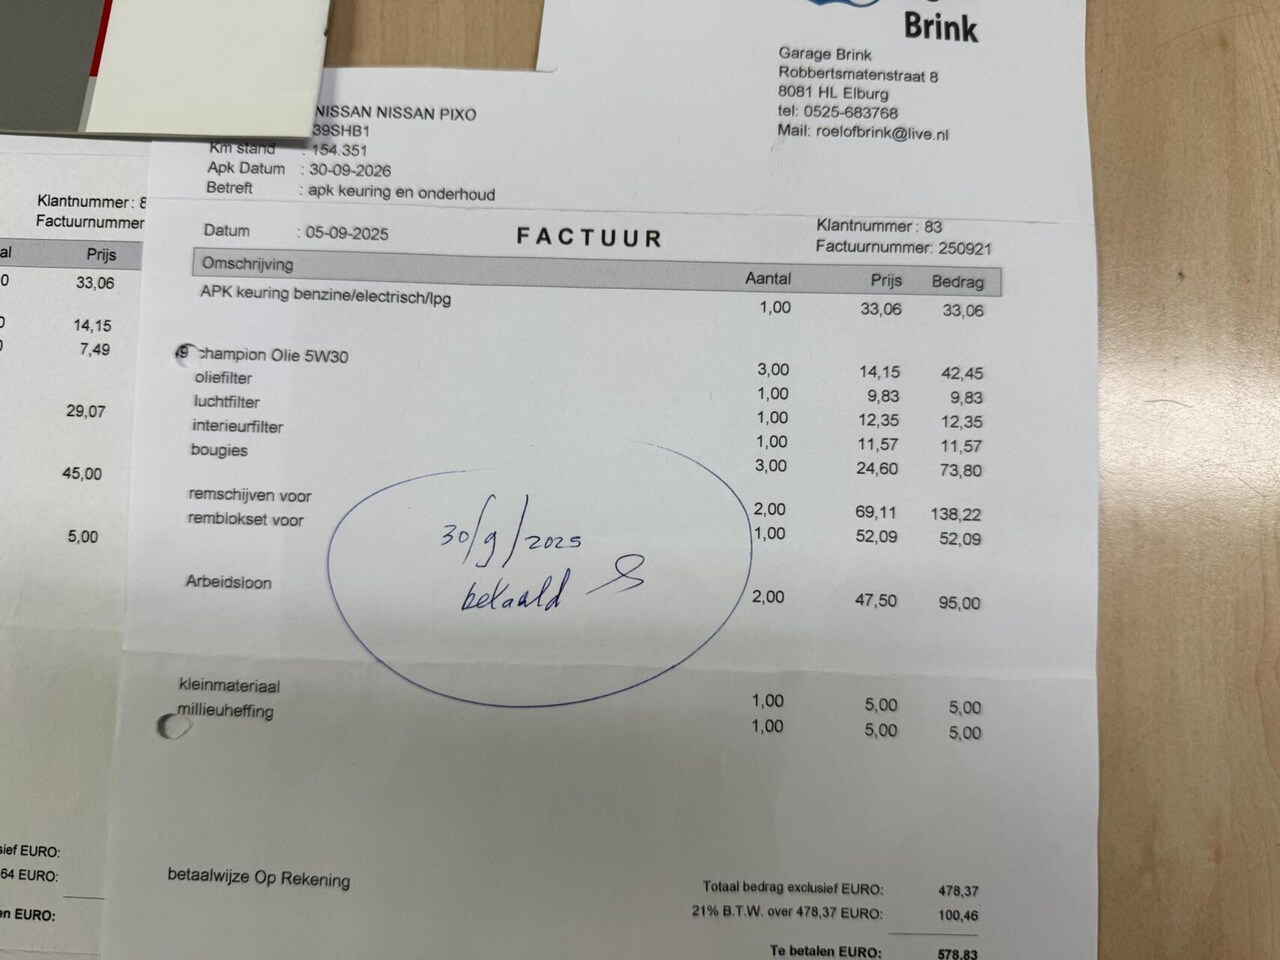 Brink
Garage Brink
Robbertsmatenstraat 8
8081 HL Elburg
tel: 0525-683768
Mail: roelofbrink@live.nl
NISSAN NISSAN PIXO
39SHB1
Km stand : 154.351
Apk Datum : 30-09-2026
Betreft : apk keuring en onderhoud
Datum : 05-09-2025
FACTUUR
Klantnummer : 83
Factuurnummer: 250921
Omschrijving Aantal Prijs Bedrag
APK keuring benzine/electrisch/lpg 1,00 33,06 33,06
champion Olie 5W30 3,00 14,15 42,45
oliefilter 1,00 9,83 9,83
luchtfilter 1,00 12,35 12,35
interieurfilter 1,00 11,57 11,57
bougies 3,00 24,60 73,80
remschijven voor 2,00 69,11 138,22
remblokset voor 1,00 52,09 52,09
30/9/2025
betaald
Arbeidsloon 2,00 47,50 95,00
kleinmateriaal 1,00 5,00 5,00
millieuheffing 1,00 5,00 5,00
betaalwijze Op Rekening
Totaal bedrag exclusief EURO: 478,37
21% B.T.W. over 478,37 EURO: 100,46
Te betalen EURO: 578,83
Klantnummer : 8
Factuurnummer
Prijs
33,06
14,15
7,49
29,07
45,00
5,00
EURO:
64 EURO:
EURO: